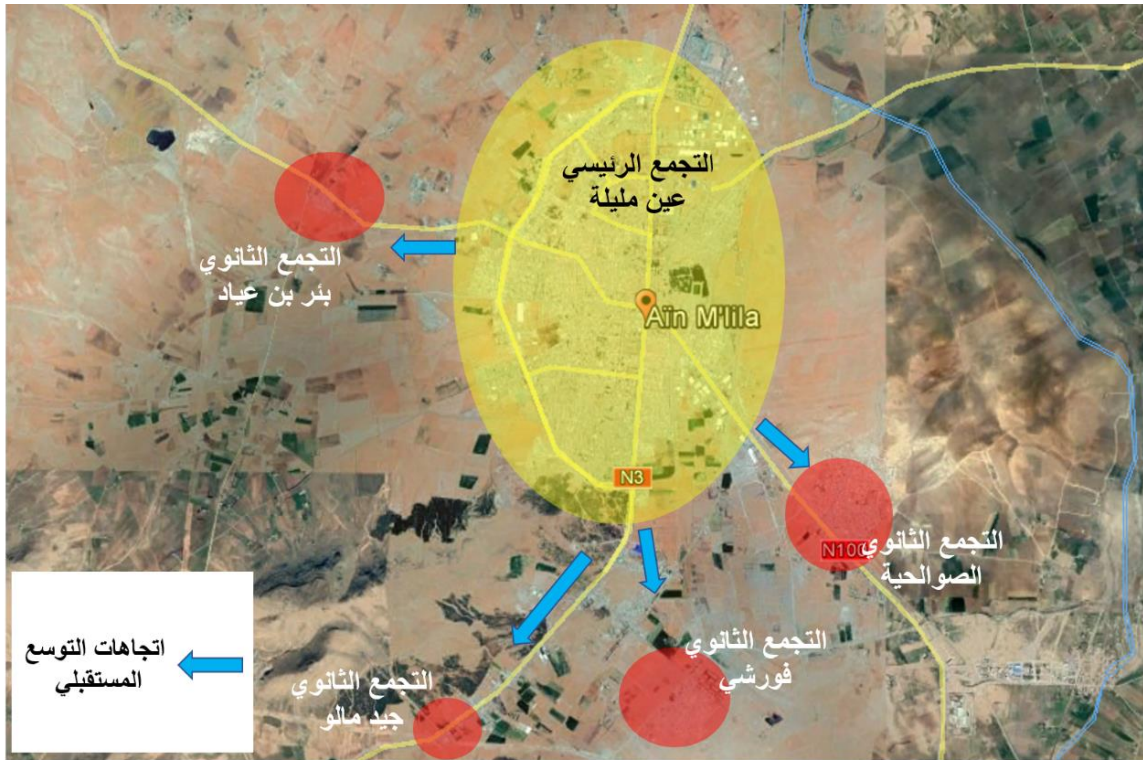 التجمع الرئيسي
عين مليلة
التجمع الثانوي
بئر بن عياد
Aïn M'lila
N3
N100
التجمع الثانوي
الصوالحية
التجمع الثانوي
فورشي
التجمع الثانوي
جيد مالو
اتجاهات التوسع
المستقبلي